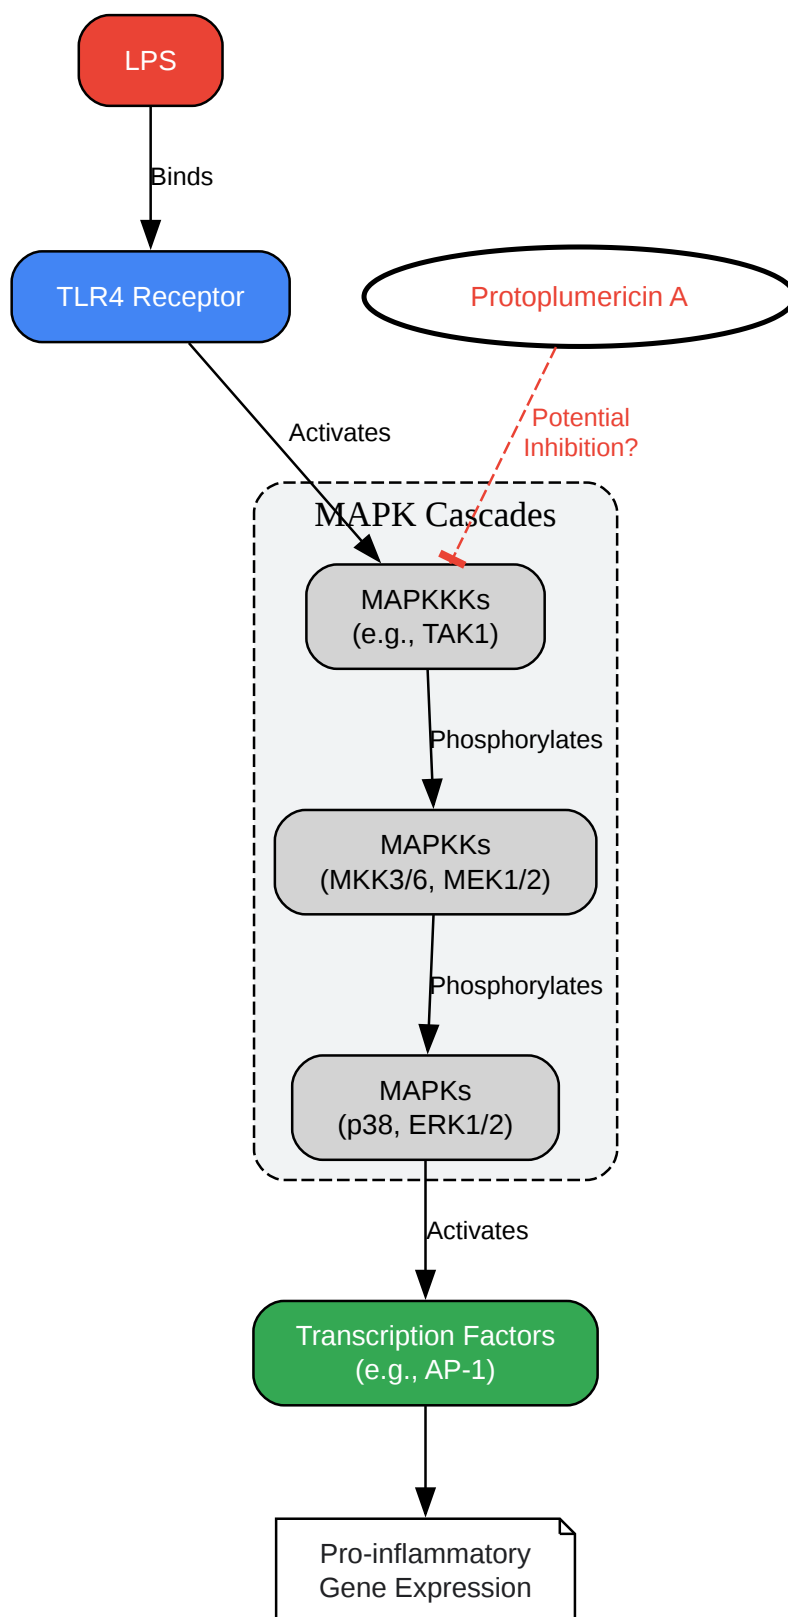 LPS
Binds
TLR4 Receptor
Protoplumericin A
Activates
Potential
Inhibition?
MAPK Cascades
MAPKKKs
(e.g., TAK1)
Phosphorylates
MAPKKs
(MKK3/6, MEK1/2)
Phosphorylates
MAPKs
(p38, ERK1/2)
Activates
Transcription Factors
(e.g., AP-1)
Pro-inflammatory
Gene Expression